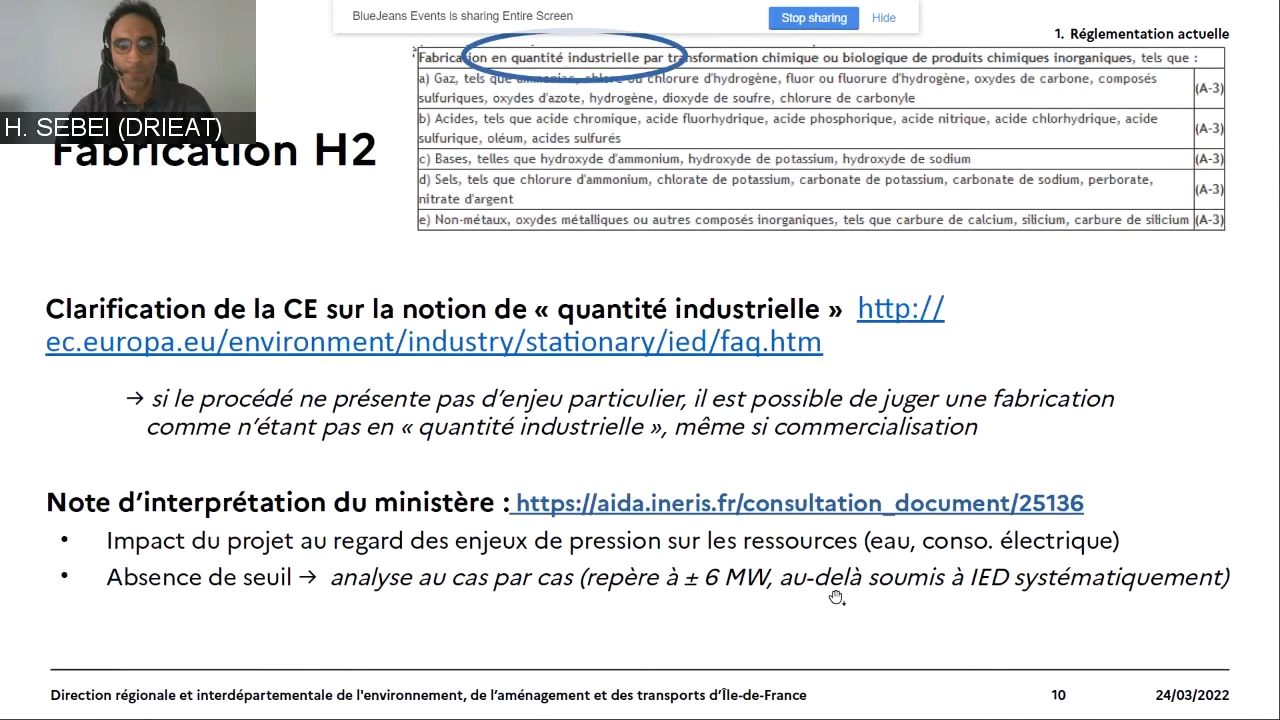 BlueJeans Events is sharing Entire Screen
Stop sharing
Hide
1. Réglementation actuelle
H. SEBEI (DRIEAT)
Fabrication H2
Fabrication en quantité industrielle par transformation chimique ou biologique de produits chimiques inorganiques, tels que :
a) Gaz, tels que ammoniac, chlore ou chlorure d'hydrogène, fluor ou fluorure d'hydrogène, oxydes de carbone, composés
sulfuriques, oxydes d'azote, hydrogène, dioxyde de soufre, chlorure de carbonyle
(A-3)
b) Acides, tels que acide chromique, acide fluorhydrique, acide phosphorique, acide nitrique, acide chlorhydrique, acide
sulfurique, oléum, acides sulfurés
(A-3)
c) Bases, telles que hydroxyde d'ammonium, hydroxyde de potassium, hydroxyde de sodium
(A-3)
d) Sels, tels que chlorure d'ammonium, chlorate de potassium, carbonate de potassium, carbonate de sodium, perborate,
nitrate d'argent
(A-3)
e) Non-métaux, oxydes métalliques ou autres composés inorganiques, tels que carbure de calcium, silicium, carbure de silicium
(A-3)
Clarification de la CE sur la notion de « quantité industrielle » http://
ec.europa.eu/environment/industry/stationary/ied/faq.htm
→ si le procédé ne présente pas d'enjeu particulier, il est possible de juger une fabrication
comme n'étant pas en « quantité industrielle », même si commercialisation
Note d'interprétation du ministère : https://aida.ineris.fr/consultation_document/25136
• Impact du projet au regard des enjeux de pression sur les ressources (eau, conso. électrique)
• Absence de seuil → analyse au cas par cas (repère à ± 6 MW, au-delà soumis à IED systématiquement)
Direction régionale et interdépartementale de l'environnement, de l'aménagement et des transports d'Île-de-France
10
24/03/2022